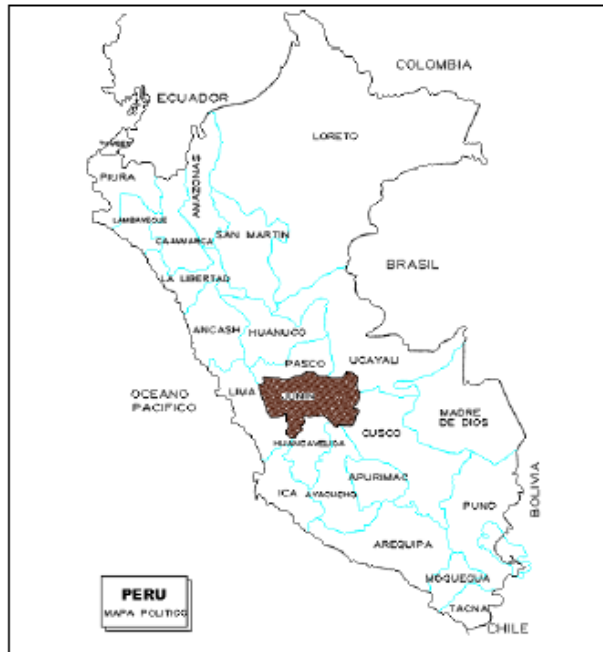 COLOMBIA
ECUADOR
LORETO
PIURA
AMAZONAS
LAMBAYEQUE
CAJAMARCA
SAN MARTIN
BRASIL
LA LIBERTAD
ANCASH
HUANUCO
PASCO
UCAYALI
OCEANO
PACIFICO
LIMA
MADRE
DE DIOS
CUSCO
HUANCAVELICA
APURIMAC
ICA
AYACUCHO
PUNO
BOLIVIA
AREQUIPA
MOQUEGUA
TACNA
CHILE
PERU
MAPA POLITICO